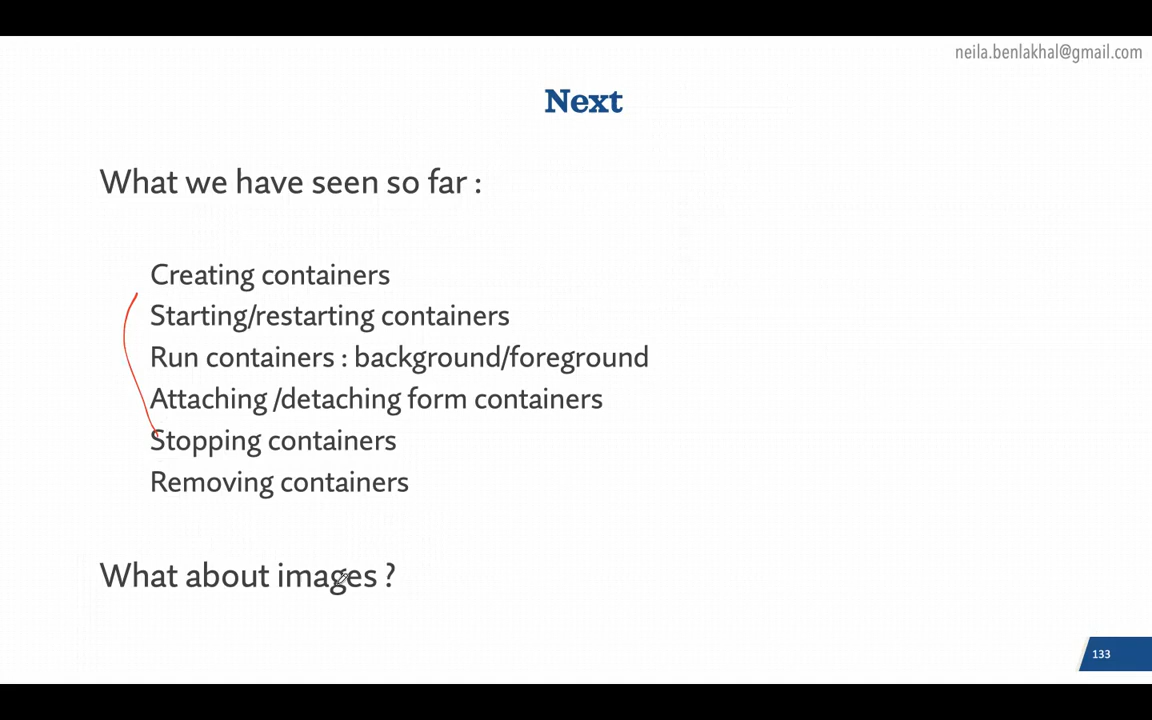 neila.benlakhal@gmail.com
Next
What we have seen so far :
Creating containers
Starting/restarting containers
Run containers : background/foreground
Attaching /detaching form containers
Stopping containers
Removing containers
What about images ?
133